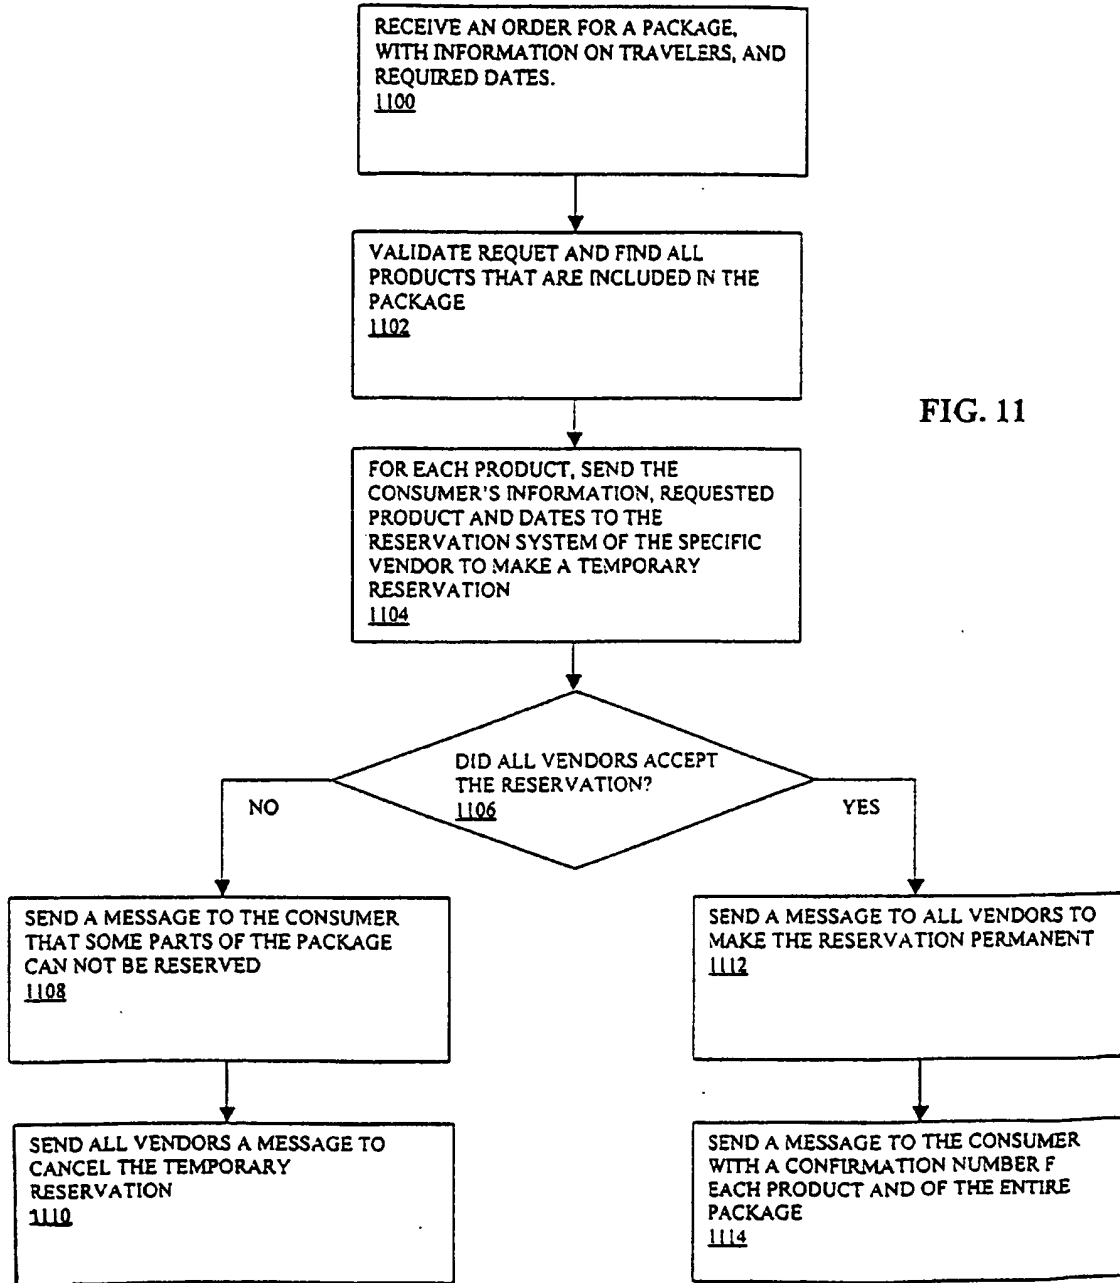 RECEIVE AN ORDER FOR A PACKAGE,
WITH INFORMATION ON TRAVELERS, AND
REQUIRED DATES.
1100
VALIDATE REQUET AND FIND ALL
PRODUCTS THAT ARE INCLUDED IN THE
PACKAGE
1102
FIG. 11
FOR EACH PRODUCT, SEND THE
CONSUMER'S INFORMATION, REQUESTED
PRODUCT AND DATES TO THE
RESERVATION SYSTEM OF THE SPECIFIC
VENDOR TO MAKE A TEMPORARY
RESERVATION
1104
DID ALL VENDORS ACCEPT
THE RESERVATION?
1106
NO
YES
SEND A MESSAGE TO THE CONSUMER
THAT SOME PARTS OF THE PACKAGE
CAN NOT BE RESERVED
1108
SEND A MESSAGE TO ALL VENDORS TO
MAKE THE RESERVATION PERMANENT
1112
SEND ALL VENDORS A MESSAGE TO
CANCEL THE TEMPORARY
RESERVATION
1110
SEND A MESSAGE TO THE CONSUMER
WITH A CONFIRMATION NUMBER F
EACH PRODUCT AND OF THE ENTIRE
PACKAGE
1114